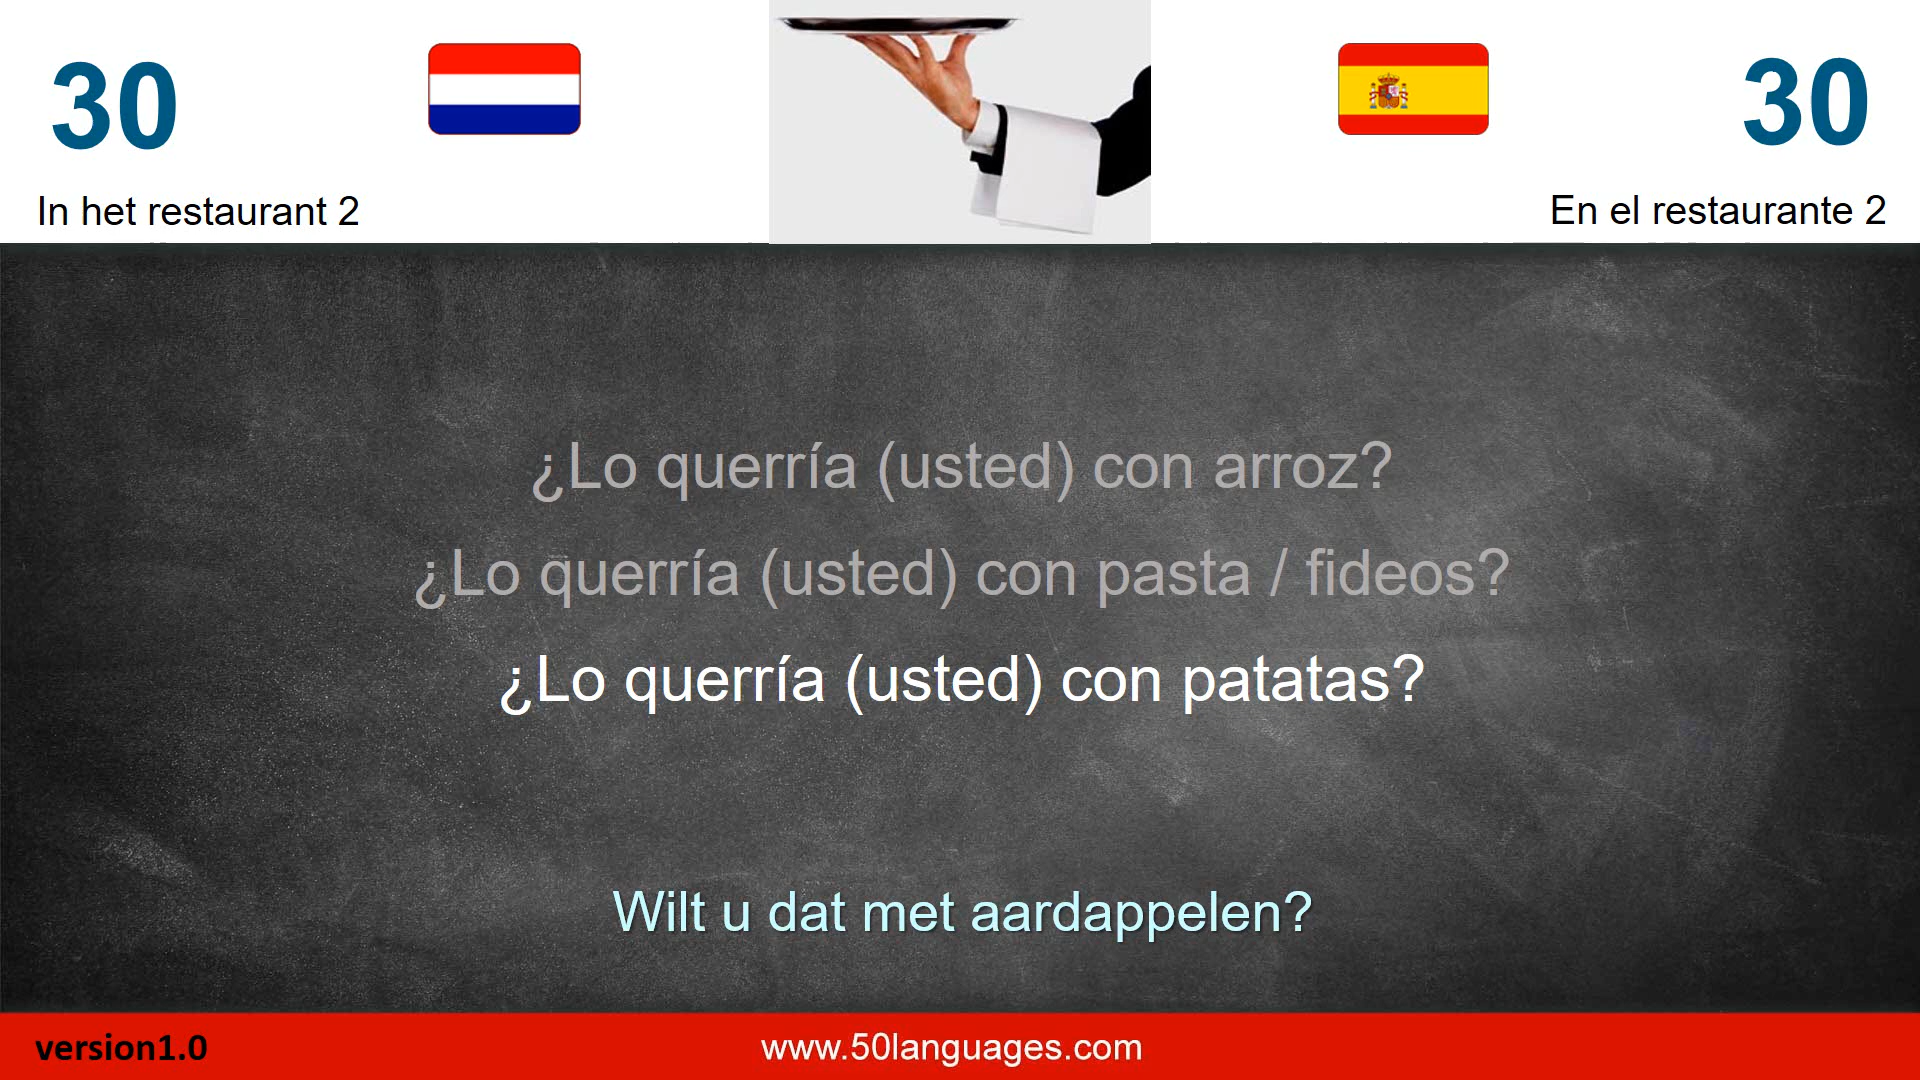 30
30
In het restaurant 2
En el restaurante 2
¿Lo querría (usted) con arroz?
¿Lo querría (usted) con pasta / fideos?
¿Lo querría (usted) con patatas?
Wilt u dat met aardappelen?
version1.0
www.50languages.com